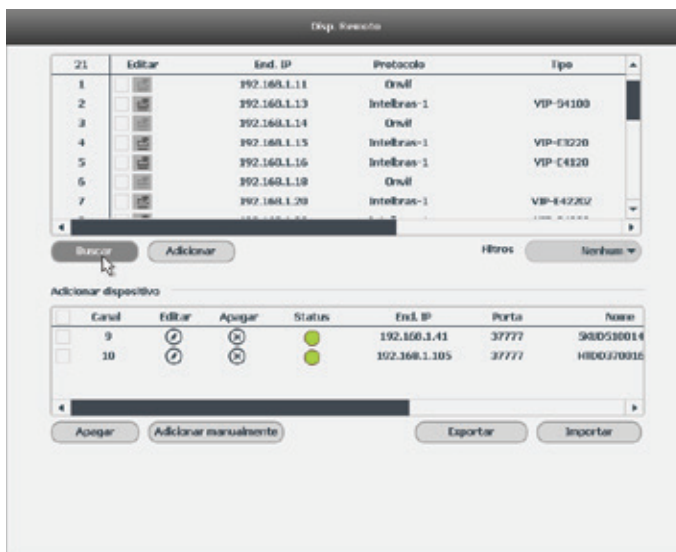 Disp. Remoto
21 Editar End. IP Protocolo Tipo
1 192.168.1.11 Onvif
2 192.168.1.13 Intelbras-1 VIP-S4100
3 192.168.1.14 Onvif
4 192.168.1.15 Intelbras-1 VIP-E3220
5 192.168.1.16 Intelbras-1 VIP-E4120
6 192.168.1.18 Onvif
7 192.168.1.20 Intelbras-1 VIP-E4220Z
Buscar Adicionar Filtros Nenhum
Adicionar dispositivo
Canal Editar Apagar Status End. IP Porta Nome
9 192.168.1.41 37777
10 192.168.1.105 37777
Apagar Adicionar manualmente Exportar Importar